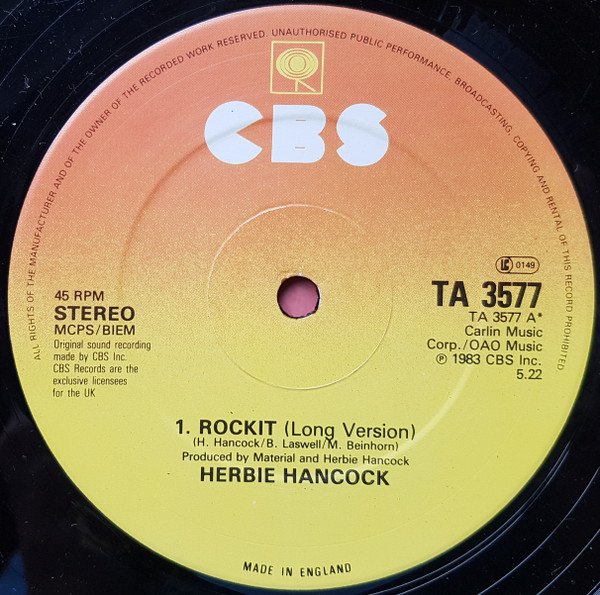 ALL RIGHTS OF THE MANUFACTURER AND OF THE OWNER OF THE RECORDED WORK RESERVED. UNAUTHORISED PUBLIC PERFORMANCE, BROADCASTING, COPYING AND RENTAL OF THIS RECORD PROHIBITED
CBS
LC 0149
45 RPM
STEREO
MCPS/BIEM
Original sound recording
made by CBS Inc.
CBS Records are the
exclusive licensees
for the UK
TA 3577
TA 3577 A*
Carlin Music
Corp./OAO Music
℗ 1983 CBS Inc.
5.22
1. ROCKIT (Long Version)
(H. Hancock/B. Laswell/M. Beinhorn)
Produced by Material and Herbie Hancock
HERBIE HANCOCK
MADE IN ENGLAND